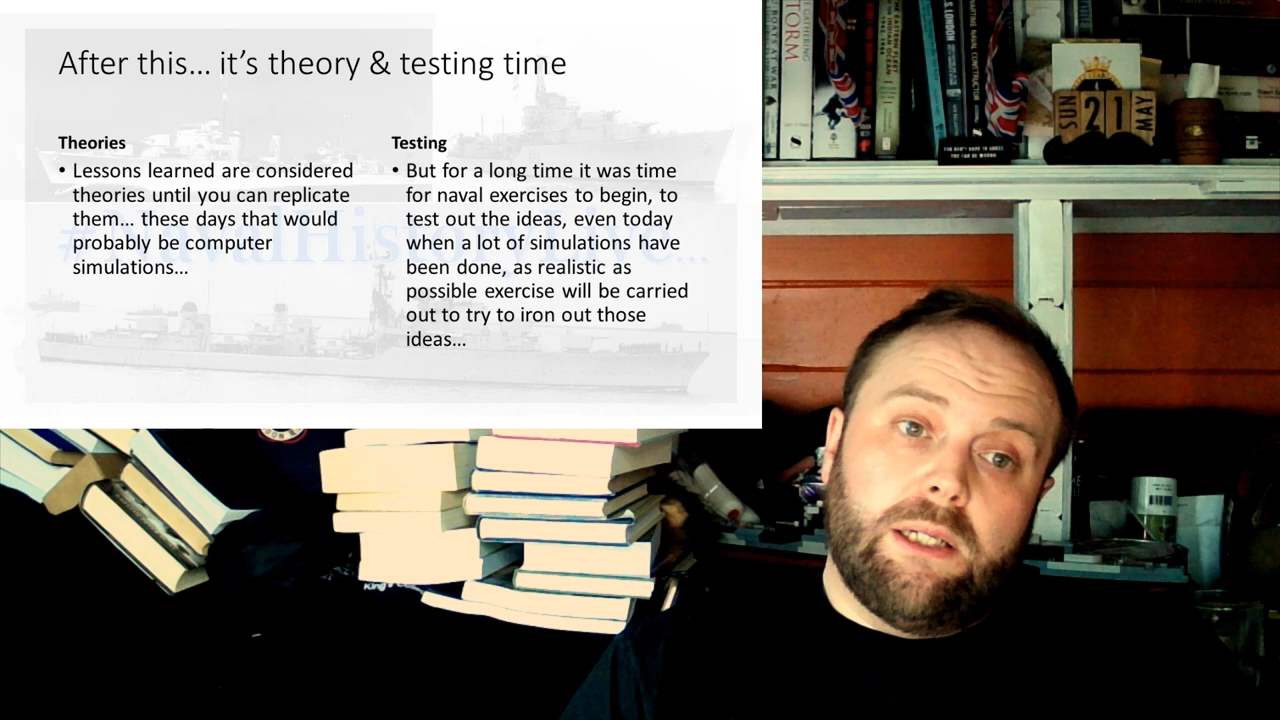 After this... it's theory & testing time
Theories
• Lessons learned are considered
theories until you can replicate
them... these days that would
probably be computer
simulations...
Testing
• But for a long time it was time
for naval exercises to begin, to
test out the ideas, even today
when a lot of simulations have
been done, as realistic as
possible exercise will be carried
out to try to iron out those
ideas...
#NavalHistoryLive...
STORM
GATHERING
SUN
21
MAY